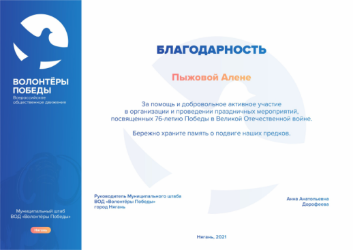 ВОЛОНТЁРЫ
ПОБЕДЫ
Всероссийское
общественное движение
БЛАГОДАРНОСТЬ
Пыжовой Алене
За помощь и добровольное активное участие
в организации и проведении праздничных мероприятий,
посвященных 76-летию Победы в Великой Отечественной войне.
Бережно храните память о подвиге наших предков.
Руководитель Муниципального штаба
ВОД «Волонтёры Победы»
город Нягань
Анна Анатольевна
Дорофеева
Муниципальный штаб
ВОД «Волонтёры Победы»
Нягань
Нягань, 2021